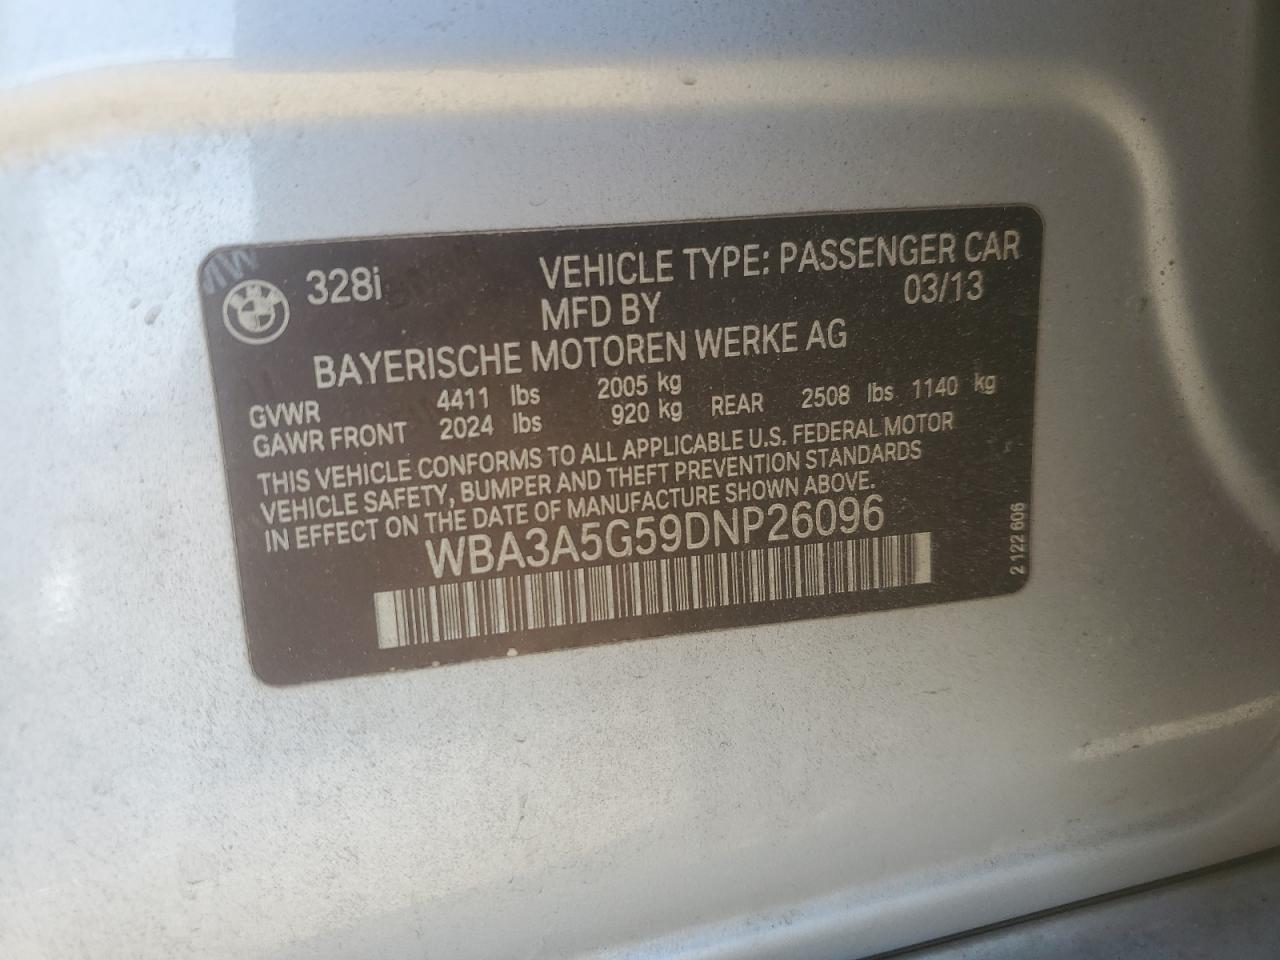 328i
VEHICLE TYPE: PASSENGER CAR
MFD BY 03/13
BAYERISCHE MOTOREN WERKE AG
GVWR 4411 lbs 2005 kg
GAWR FRONT 2024 lbs 920 kg REAR 2508 lbs 1140 kg
THIS VEHICLE CONFORMS TO ALL APPLICABLE U.S. FEDERAL MOTOR
VEHICLE SAFETY, BUMPER AND THEFT PREVENTION STANDARDS
IN EFFECT ON THE DATE OF MANUFACTURE SHOWN ABOVE.
WBA3A5G59DNP26096
2 122 606